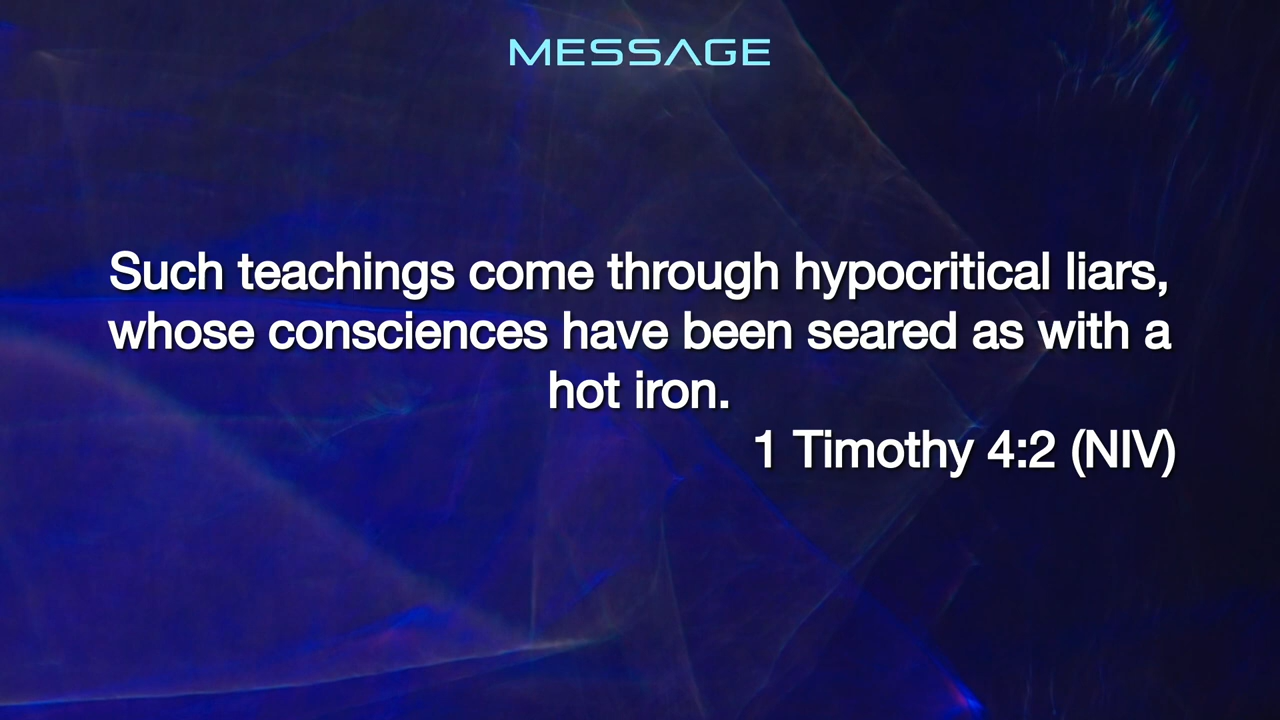 MESSAGE
Such teachings come through hypocritical liars,
whose consciences have been seared as with a
hot iron.
1 Timothy 4:2 (NIV)